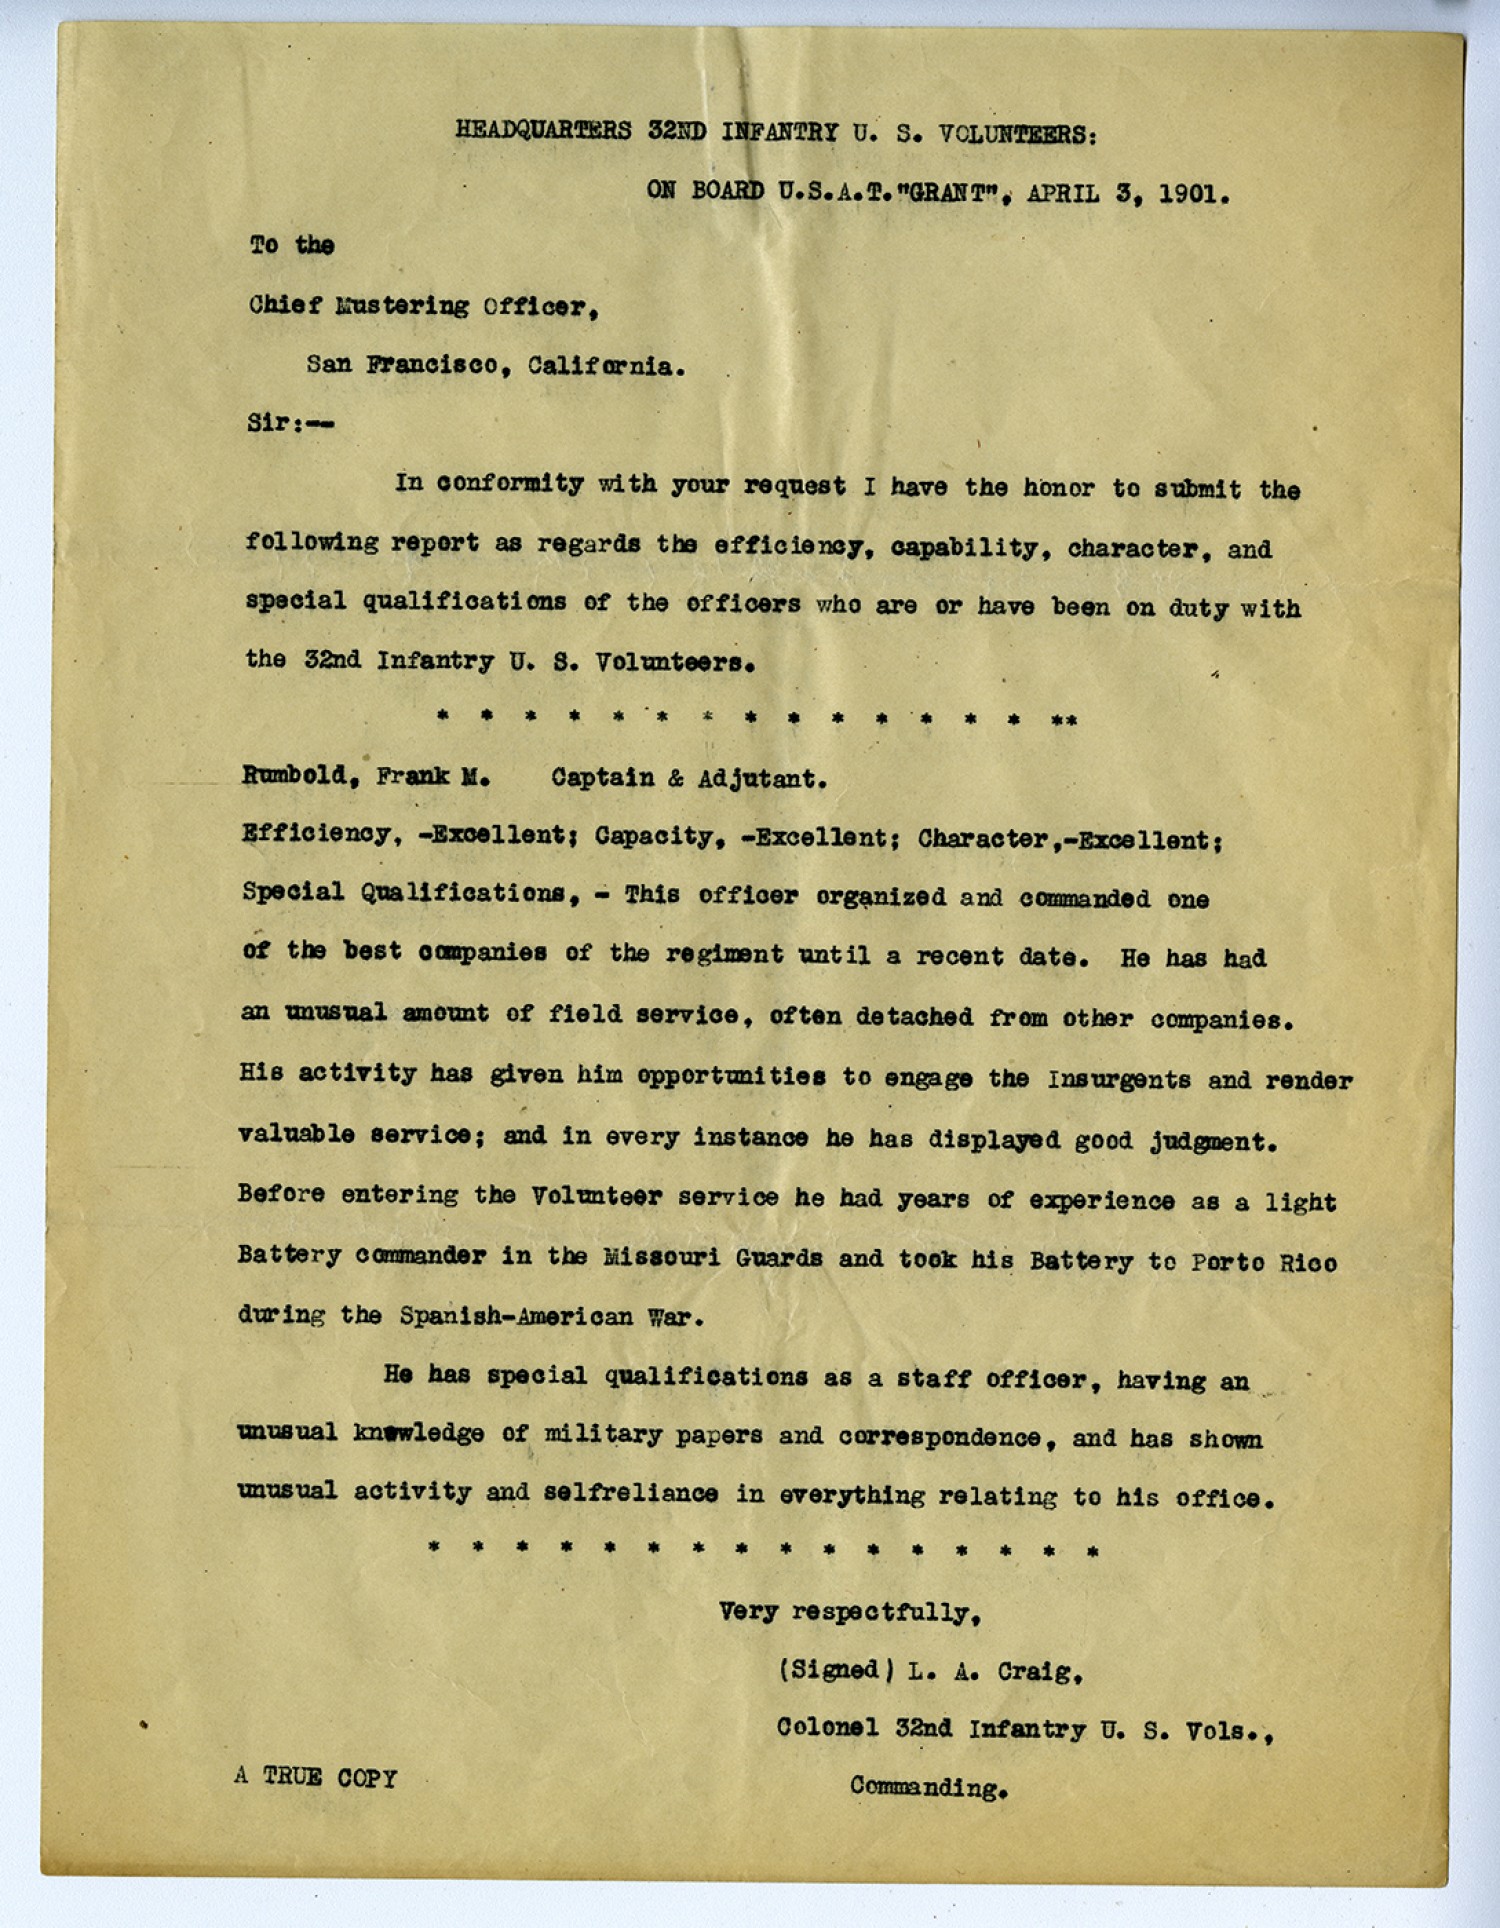 HEADQUARTERS 32ND INFANTRY U. S. VOLUNTEERS:
ON BOARD U.S.A.T."GRANT", APRIL 3, 1901.
To the
Chief Mustering Officer,
San Francisco, California.
Sir:--
In conformity with your request I have the honor to submit the
following report as regards the efficiency, capability, character, and
special qualifications of the officers who are or have been on duty with
the 32nd Infantry U. S. Volunteers.
* * * * * * * * * * * * * * **
Rumbold, Frank M. Captain & Adjutant.
Efficiency, -Excellent; Capacity, -Excellent; Character,-Excellent;
Special Qualifications, - This officer organized and commanded one
of the best companies of the regiment until a recent date. He has had
an unusual amount of field service, often detached from other companies.
His activity has given him opportunities to engage the Insurgents and render
valuable service; and in every instance he has displayed good judgment.
Before entering the Volunteer service he had years of experience as a light
Battery commander in the Missouri Guards and took his Battery to Porto Rico
during the Spanish-American War.
He has special qualifications as a staff officer, having an
unusual knowledge of military papers and correspondence, and has shown
unusual activity and selfreliance in everything relating to his office.
* * * * * * * * * * * * * * * *
Very respectfully,
(Signed) L. A. Craig,
Colonel 32nd Infantry U. S. Vols.,
A TRUE COPY
Commanding.